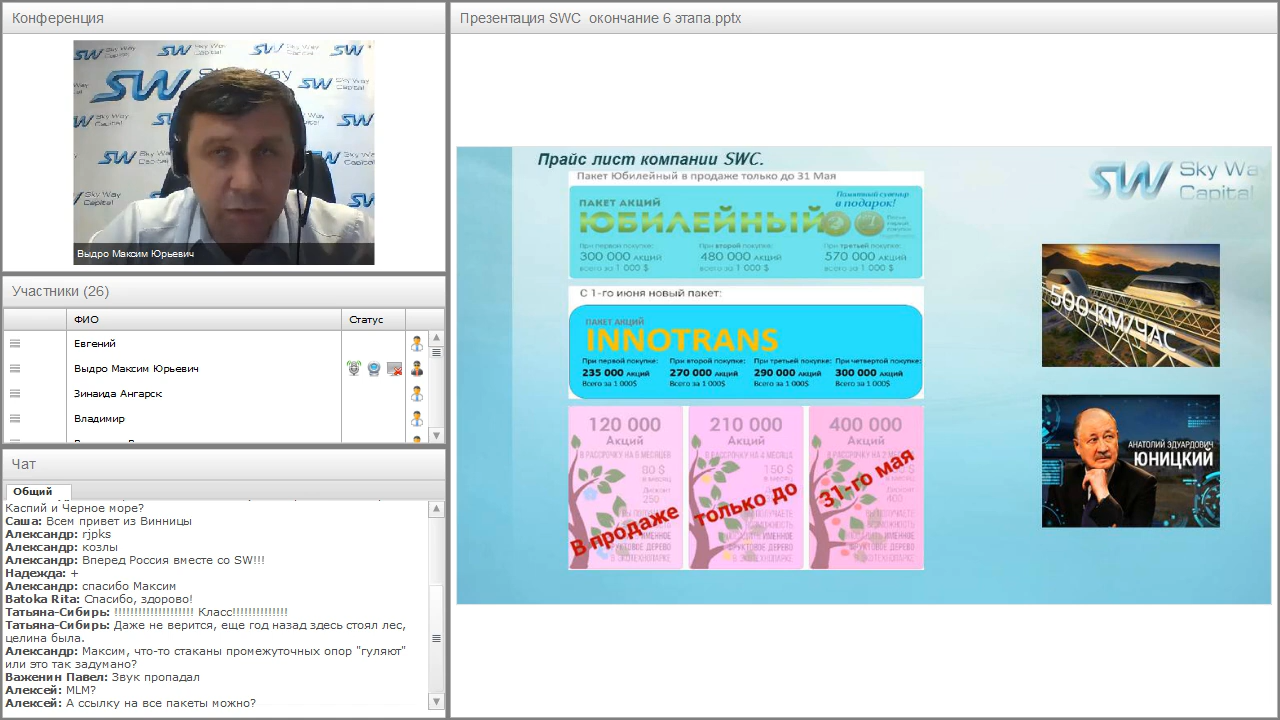 Конференция
Sky Way
Capital
Выдро Максим Юрьевич
Участники (26)
ФИО
Статус
Евгений
Выдро Максим Юрьевич
Зинаида Ангарск
Владимир
Чат
Общий
Каспий и Черное море?
Саша: Всем привет из Винницы
Александр: rjpks
Александр: козлы
Александр: Вперед Россия вместе со SW!!!
Надежда: +
Александр: спасибо Максим
Batoka Rita: Спасибо, здорово!
Татьяна-Сибирь: !!!!!!!!!!!!!!!!!!!! Класс!!!!!!!!!!!!!!
Татьяна-Сибирь: Даже не верится, еще год назад здесь стоял лес,
целина была.
Александр: Максим, что-то стаканы промежуточных опор "гуляют"
или это так задумано?
Важенин Павел: Звук пропадал
Алексей: MLM?
Алексей: А ссылку на все пакеты можно?
Презентация SWC окончание 6 этапа.pptx
Прайс лист компании SWC.
SW Sky Wa
Capital
Пакет Юбилейный в продаже только до 31 Мая
ПАКЕТ АКЦИЙ
ЮБИЛЕЙНЫЙ
Памятный сувенир
в подарок!
При первой покупке: При второй покупке: При третьей покупке:
300 000 АКЦИЙ 480 000 АКЦИЙ 570 000 АКЦИЙ
всего за 1 000 $ всего за 1 000 $ всего за 1 000 $
С 1-го июня новый пакет:
ПАКЕТ АКЦИЙ
INNOTRANS
При первой покупке: При второй покупке: При третьей покупке: При четвертой покупке:
235 000 АКЦИЙ 270 000 АКЦИЙ 290 000 АКЦИЙ 300 000 АКЦИЙ
Всего за 1 000$ Всего за 1 000$ Всего за 1 000$ Всего за 1 000$
120 000 210 000 400 000
Акций Акций Акций
В продаже только до 31-го мая
500 КМ/ЧАС
АНАТОЛИЙ ЭДУАРДОВИЧ
ЮНИЦКИЙ